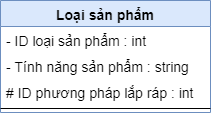 Loại sản phẩm
- ID loại sản phẩm : int
- Tính năng sản phẩm : string
# ID phương pháp lắp ráp : int